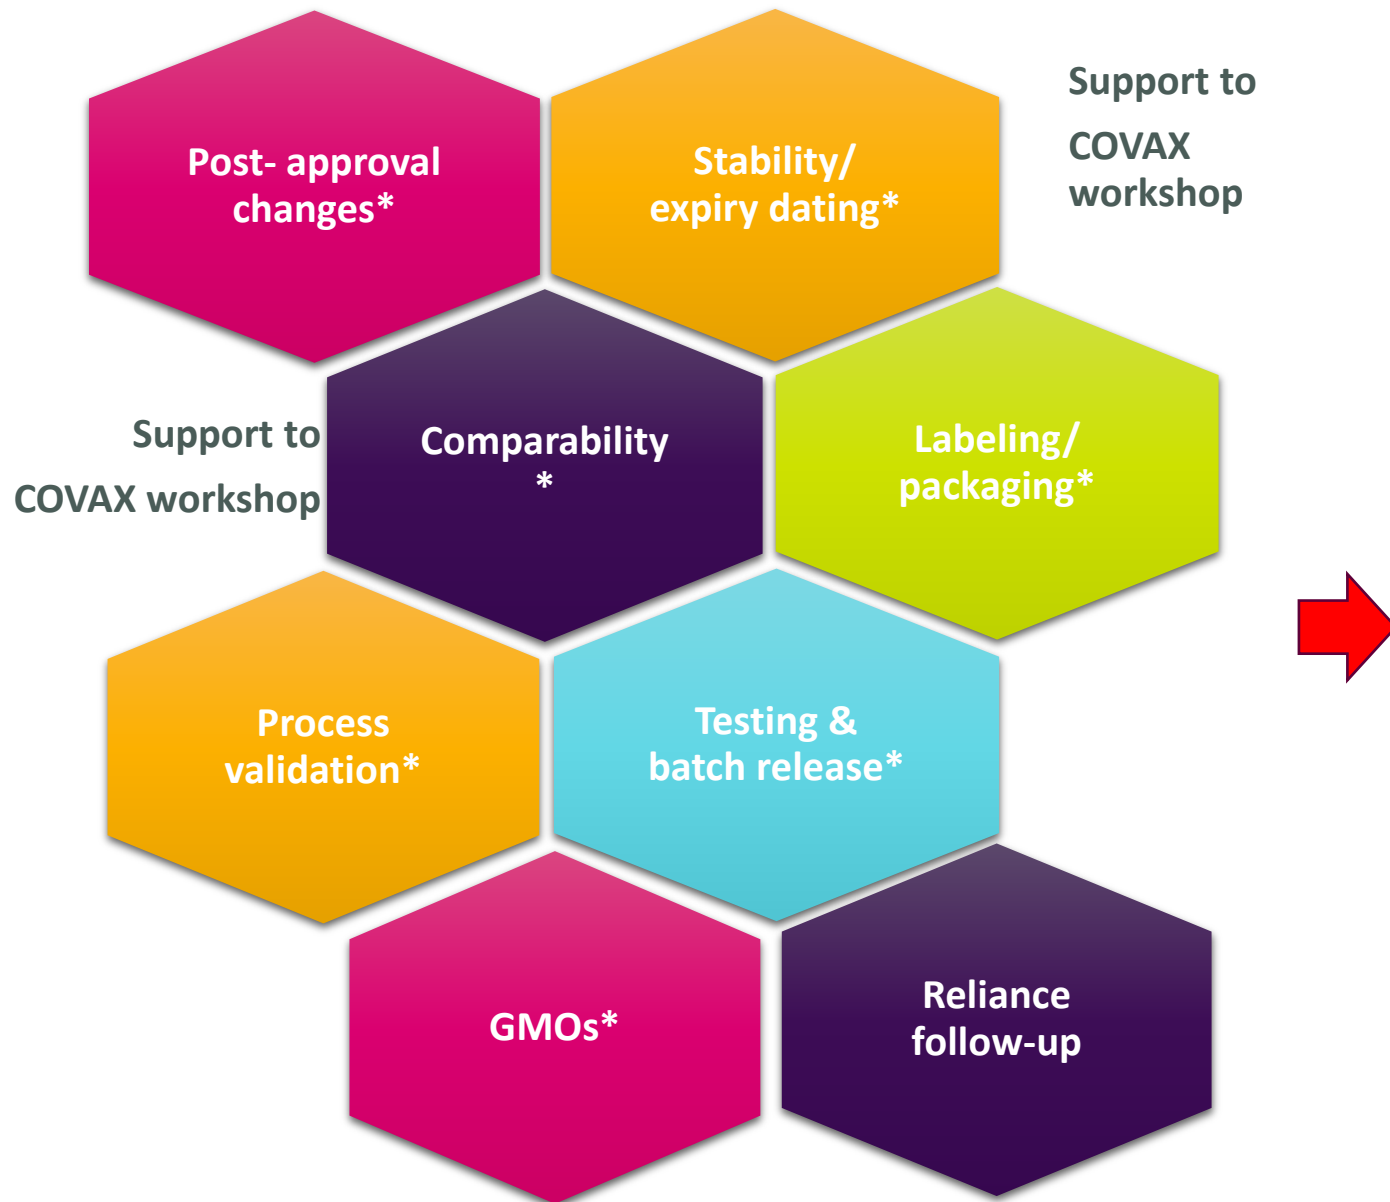 Post- approval
changes*
Stability/
expiry dating*
Support to
COVAX
workshop
Support to
COVAX workshop
Comparability
*
Labeling/
packaging*
Process
validation*
Testing &
batch release*
GMOs*
Reliance
follow-up